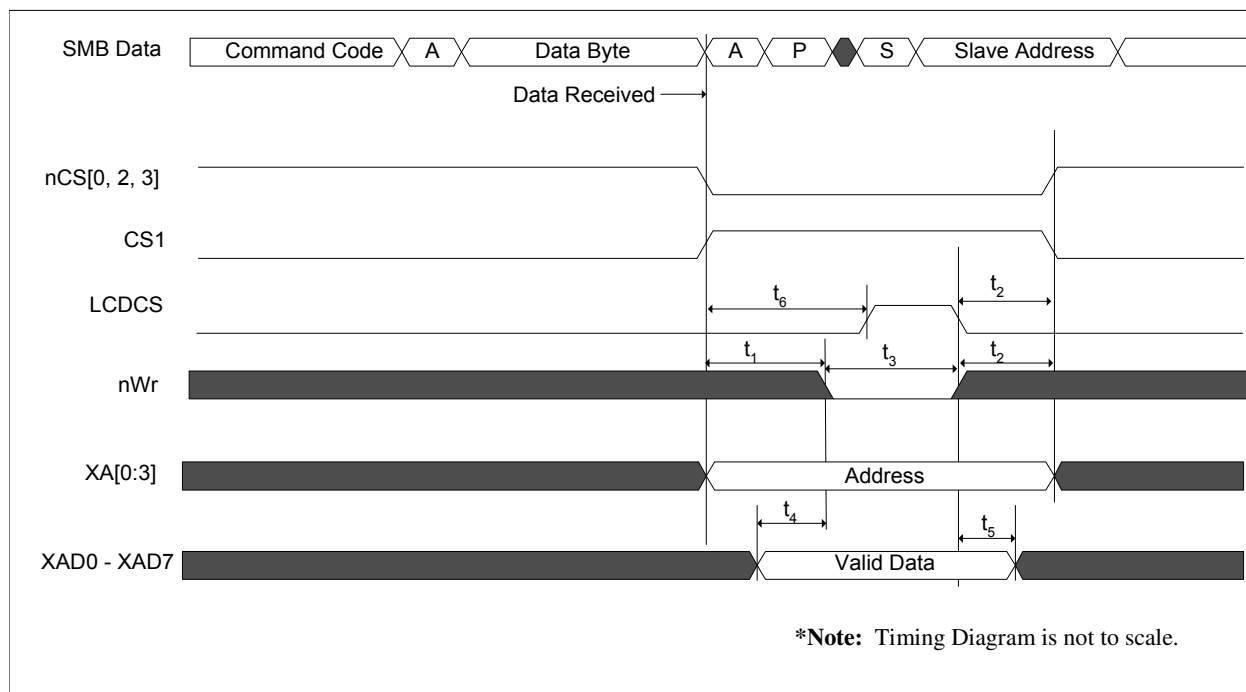 SMB Data Command Code A Data Byte A P S Slave Address
Data Received
nCS[0, 2, 3]
CS1
LCDCS t6 t2
nWr t1 t3 t2
XA[0:3] Address
t4 t5
XAD0 - XAD7 Valid Data
*Note: Timing Diagram is not to scale.